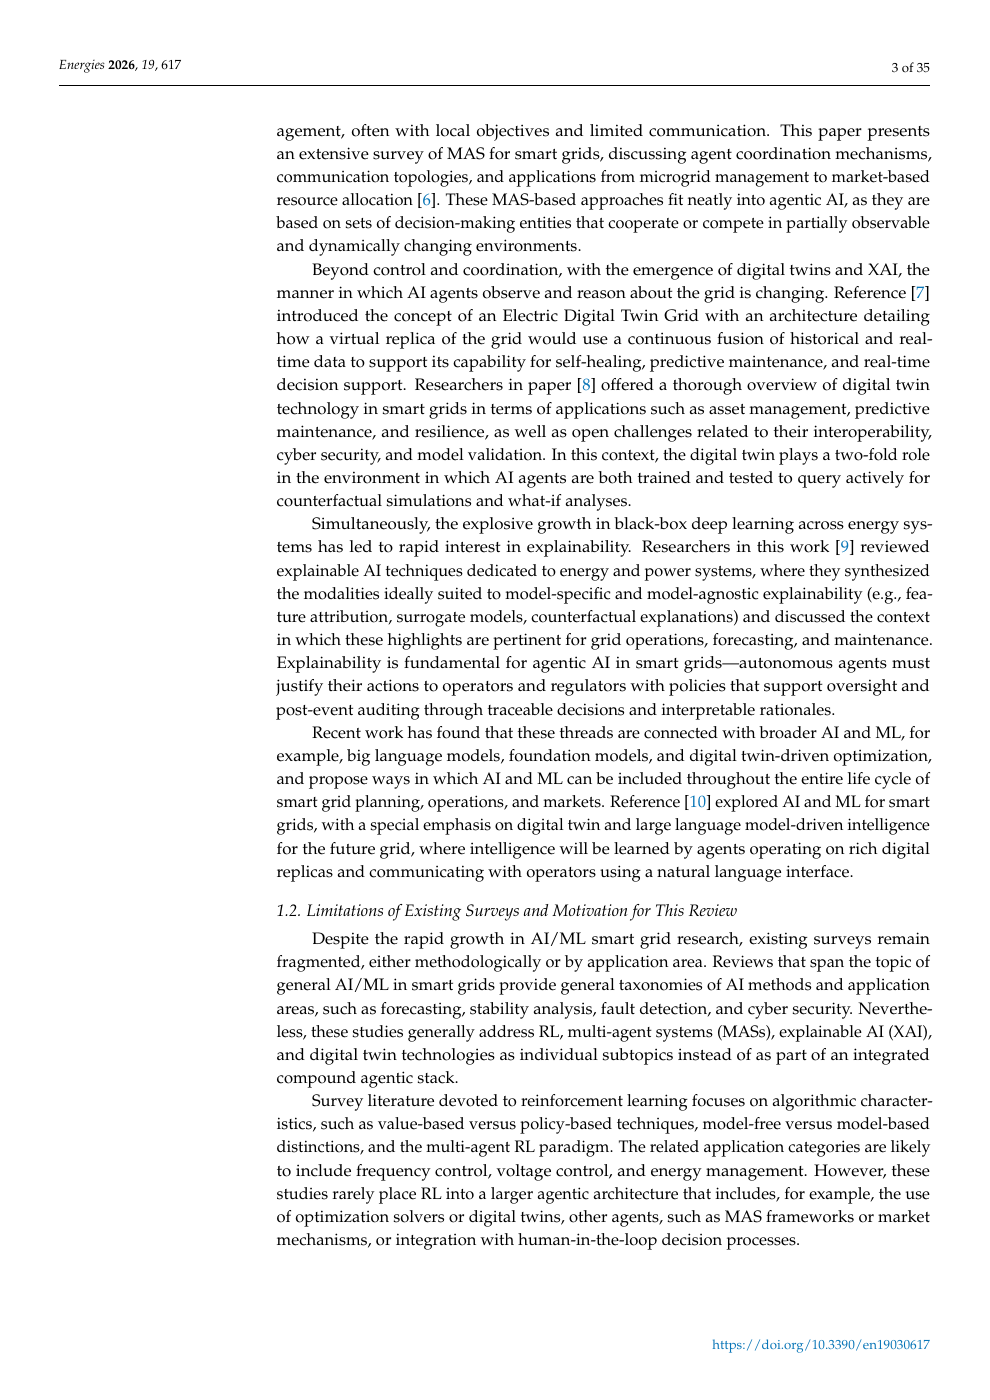 Energies 2026, 19, 617
3 of 35
agement, often with local objectives and limited communication. This paper presents
an extensive survey of MAS for smart grids, discussing agent coordination mechanisms,
communication topologies, and applications from microgrid management to market-based
resource allocation [6]. These MAS-based approaches fit neatly into agentic AI, as they are
based on sets of decision-making entities that cooperate or compete in partially observable
and dynamically changing environments.
Beyond control and coordination, with the emergence of digital twins and XAI, the
manner in which AI agents observe and reason about the grid is changing. Reference [7]
introduced the concept of an Electric Digital Twin Grid with an architecture detailing
how a virtual replica of the grid would use a continuous fusion of historical and real-
time data to support its capability for self-healing, predictive maintenance, and real-time
decision support. Researchers in paper [8] offered a thorough overview of digital twin
technology in smart grids in terms of applications such as asset management, predictive
maintenance, and resilience, as well as open challenges related to their interoperability,
cyber security, and model validation. In this context, the digital twin plays a two-fold role
in the environment in which AI agents are both trained and tested to query actively for
counterfactual simulations and what-if analyses.
Simultaneously, the explosive growth in black-box deep learning across energy sys-
tems has led to rapid interest in explainability. Researchers in this work [9] reviewed
explainable AI techniques dedicated to energy and power systems, where they synthesized
the modalities ideally suited to model-specific and model-agnostic explainability (e.g., fea-
ture attribution, surrogate models, counterfactual explanations) and discussed the context
in which these highlights are pertinent for grid operations, forecasting, and maintenance.
Explainability is fundamental for agentic AI in smart grids—autonomous agents must
justify their actions to operators and regulators with policies that support oversight and
post-event auditing through traceable decisions and interpretable rationales.
Recent work has found that these threads are connected with broader AI and ML, for
example, big language models, foundation models, and digital twin-driven optimization,
and propose ways in which AI and ML can be included throughout the entire life cycle of
smart grid planning, operations, and markets. Reference [10] explored AI and ML for smart
grids, with a special emphasis on digital twin and large language model-driven intelligence
for the future grid, where intelligence will be learned by agents operating on rich digital
replicas and communicating with operators using a natural language interface.
1.2. Limitations of Existing Surveys and Motivation for This Review
Despite the rapid growth in AI/ML smart grid research, existing surveys remain
fragmented, either methodologically or by application area. Reviews that span the topic of
general AI/ML in smart grids provide general taxonomies of AI methods and application
areas, such as forecasting, stability analysis, fault detection, and cyber security. Neverthe-
less, these studies generally address RL, multi-agent systems (MASs), explainable AI (XAI),
and digital twin technologies as individual subtopics instead of as part of an integrated
compound agentic stack.
Survey literature devoted to reinforcement learning focuses on algorithmic character-
istics, such as value-based versus policy-based techniques, model-free versus model-based
distinctions, and the multi-agent RL paradigm. The related application categories are likely
to include frequency control, voltage control, and energy management. However, these
studies rarely place RL into a larger agentic architecture that includes, for example, the use
of optimization solvers or digital twins, other agents, such as MAS frameworks or market
mechanisms, or integration with human-in-the-loop decision processes.
https://doi.org/10.3390/en19030617